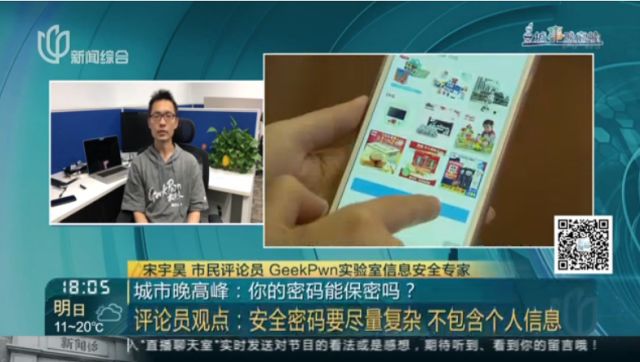 新闻综合
GeekPwn
宋宇昊 市民评论员 GeekPwn实验室信息安全专家
18:05
城市晚高峰：你的密码能保密吗？
明日
11~20℃
评论员观点：安全密码要尽量复杂 不包含个人信息
入"直播聊天室"实时发送对节目的看法或是感想，期待听到、看到你的留言哦！